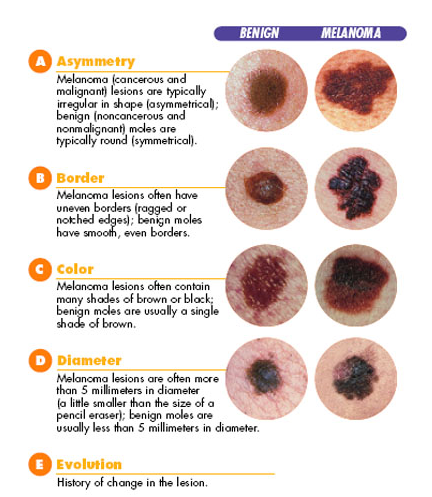 BENIGN MELANOMA
A Asymmetry
Melanoma (cancerous and
malignant) lesions are typically
irregular in shape (asymmetrical);
benign (noncancerous and
nonmalignant) moles are
typically round (symmetrical).
B Border
Melanoma lesions often have
uneven borders (ragged or
notched edges); benign moles
have smooth, even borders.
C Color
Melanoma lesions often contain
many shades of brown or black;
benign moles are usually a single
shade of brown.
D Diameter
Melanoma lesions are often more
than 5 millimeters in diameter
(a little smaller than the size of a
pencil eraser); benign moles are
usually less than 5 millimeters in diameter.
E Evolution
History of change in the lesion.